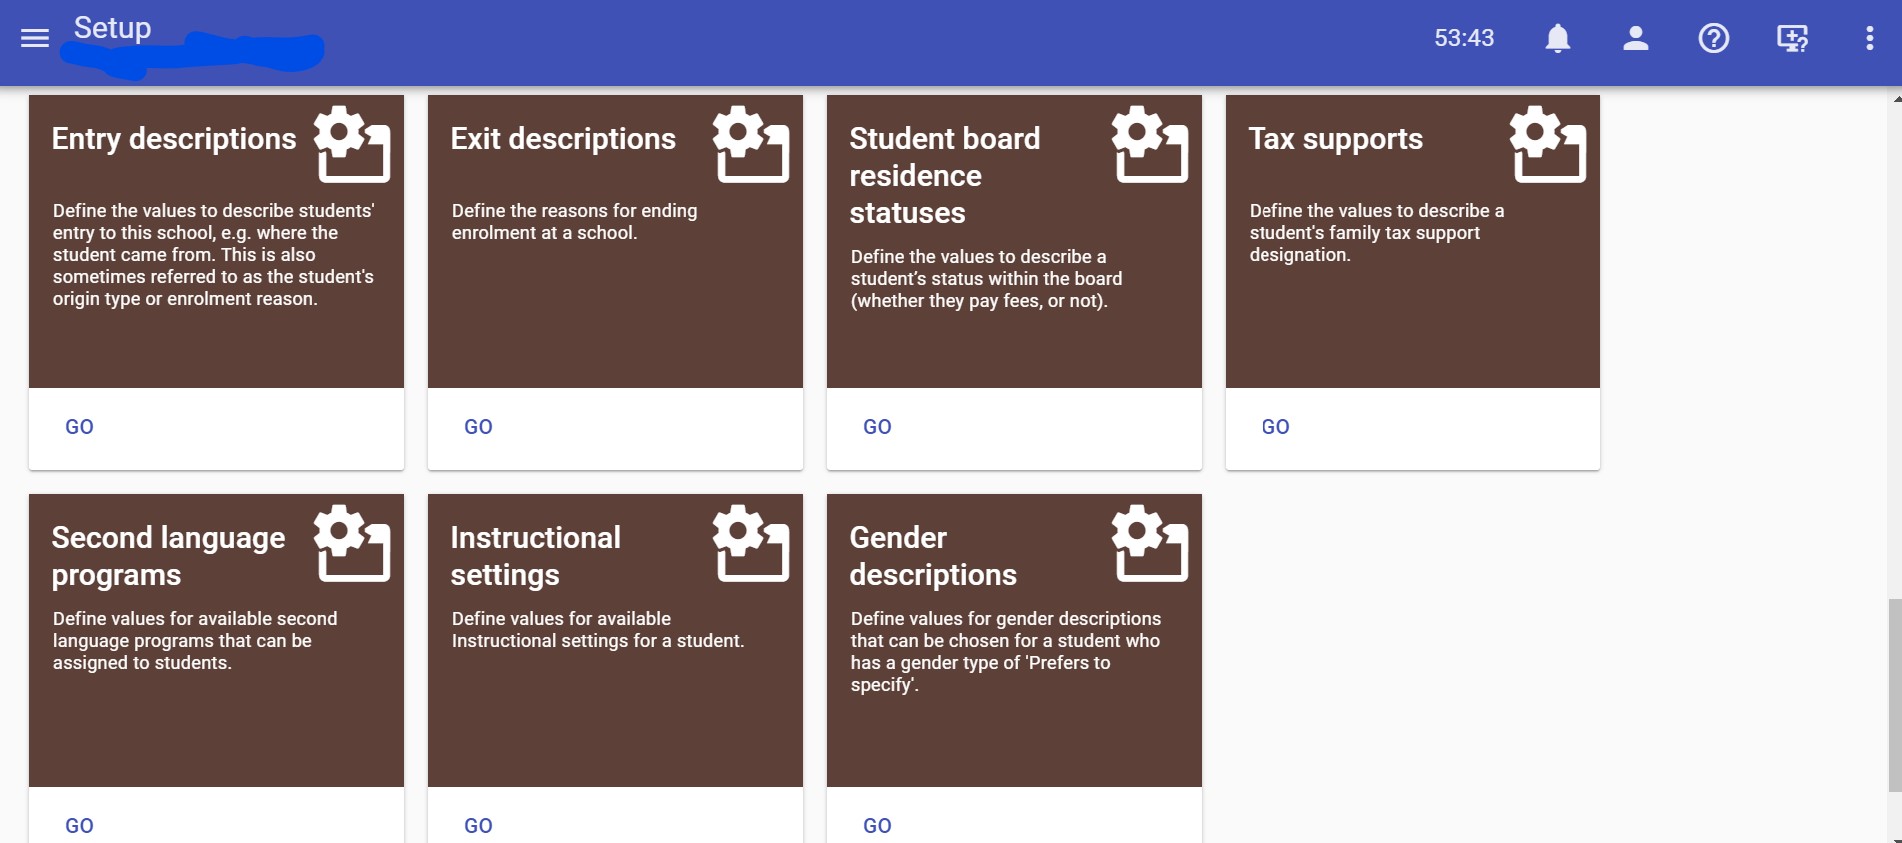 Setup
53:43
Entry descriptions
Define the values to describe students'
entry to this school, e.g. where the
student came from. This is also
sometimes referred to as the student's
origin type or enrolment reason.
GO
Exit descriptions
Define the reasons for ending
enrolment at a school.
GO
Student board
residence
statuses
Define the values to describe a
student’s status within the board
(whether they pay fees, or not).
GO
Tax supports
Define the values to describe a
student's family tax support
designation.
GO
Second language
programs
Define values for available second
language programs that can be
assigned to students.
GO
Instructional
settings
Define values for available
Instructional settings for a student.
GO
Gender
descriptions
Define values for gender descriptions
that can be chosen for a student who
has a gender type of 'Prefers to
specify'.
GO